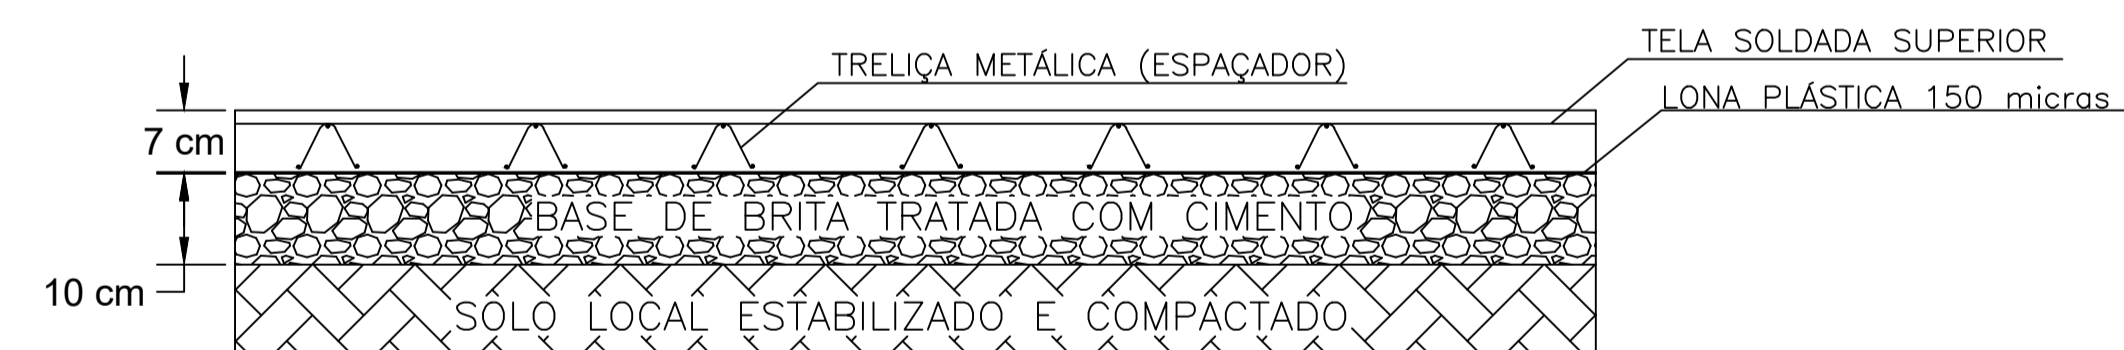 TELA SOLDADA SUPERIOR
TRELIÇA METÁLICA (ESPAÇADOR)
LONA PLÁSTICA 150 micras
7 cm
BASE DE BRITA TRATADA COM CIMENTO
10 cm
SOLO LOCAL ESTABILIZADO E COMPACTADO